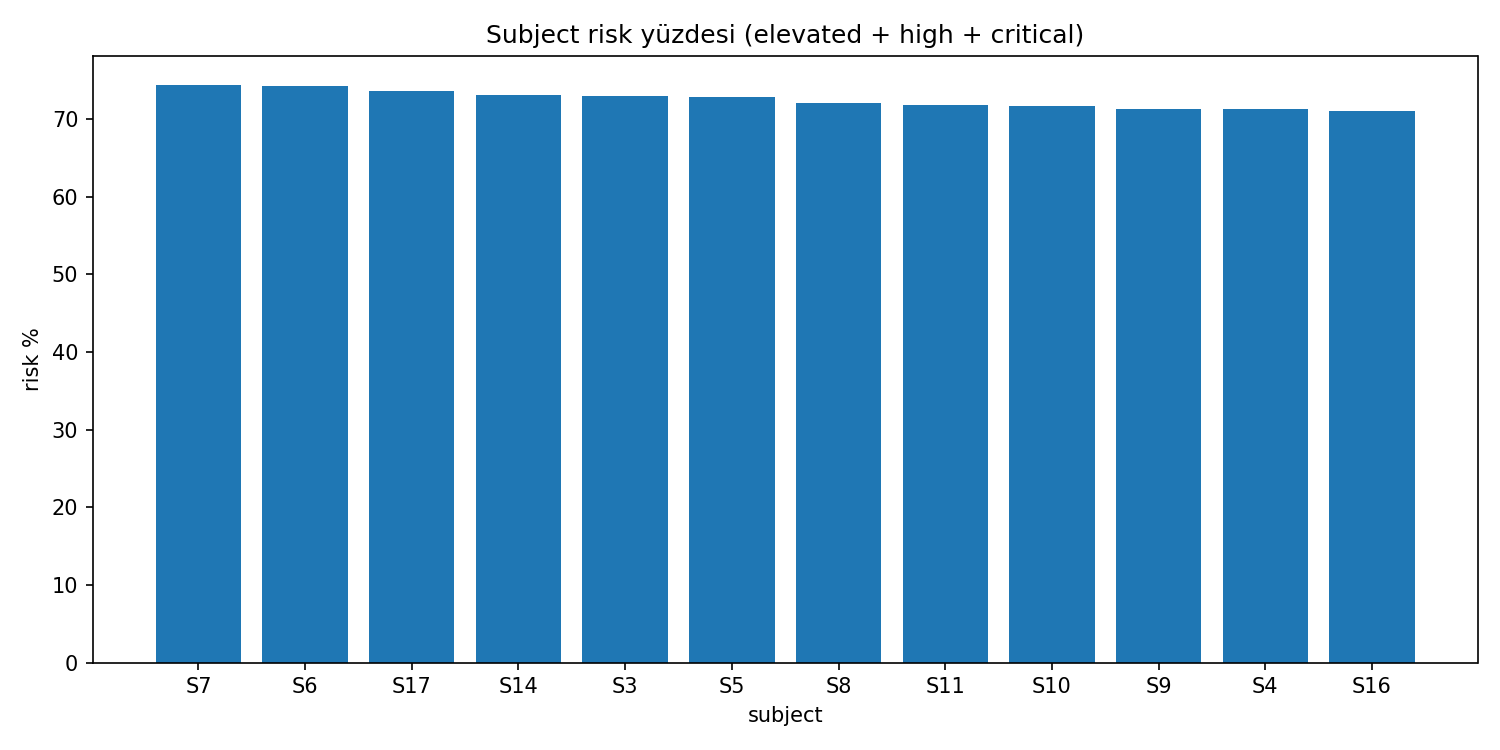 Subject risk yüzdesi (elevated + high + critical)
risk %
70
60
50
40
30
20
10
0
S7 S6 S17 S14 S3 S5 S8 S11 S10 S9 S4 S16
subject